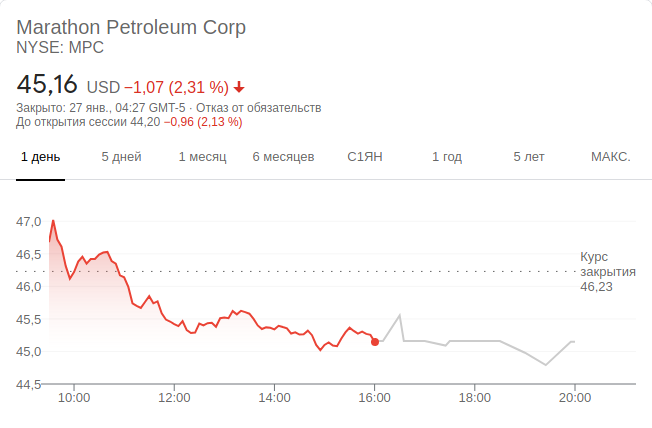 Marathon Petroleum Corp
NYSE: MPC
45,16 USD −1,07 (2,31 %)
Закрыто: 27 янв., 04:27 GMT-5 · Отказ от обязательств
До открытия сессии 44,20 −0,96 (2,13 %)
1 день 5 дней 1 месяц 6 месяцев С1ЯН 1 год 5 лет МАКС.
47,0
46,5
46,0
45,5
45,0
44,5
Курс
закрытия
46,23
10:00 12:00 14:00 16:00 18:00 20:00